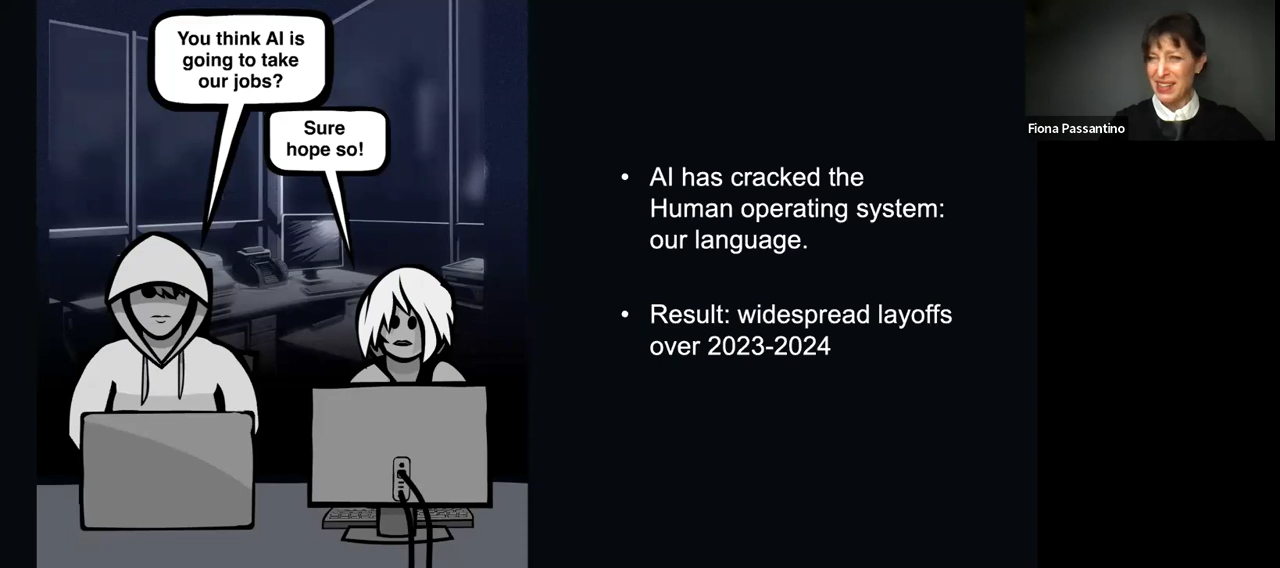 You think AI is
going to take
our jobs?
Sure
hope so!
• AI has cracked the
Human operating system:
our language.
• Result: widespread layoffs
over 2023-2024
Fiona Passantino